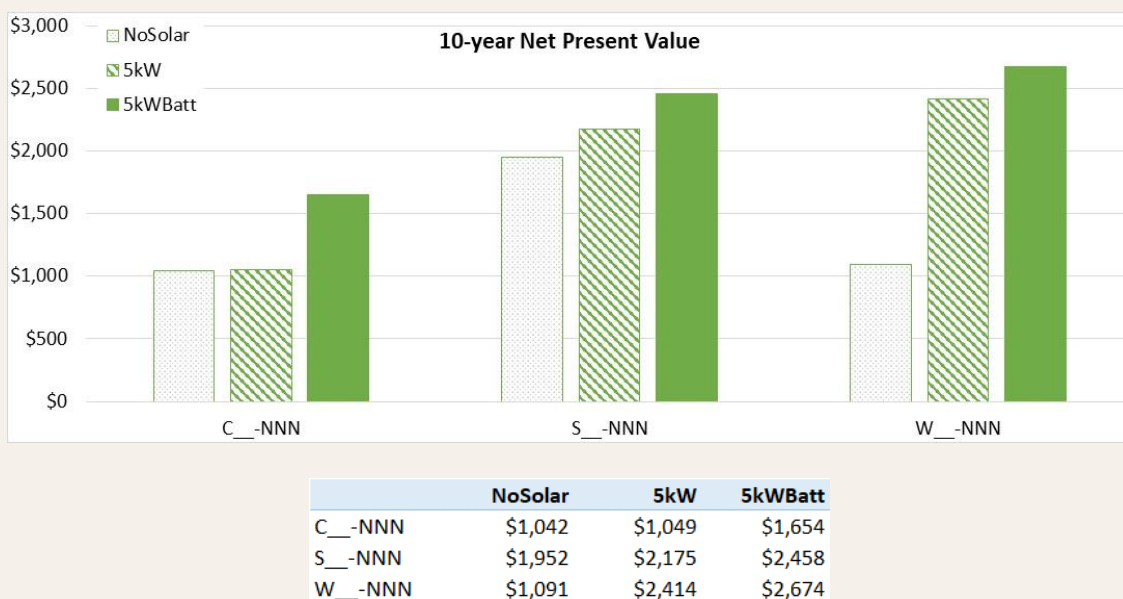 10-year Net Present Value
NoSolar
5kW
5kWBatt
$3,000
$2,500
$2,000
$1,500
$1,000
$500
$0
C__-NNN S__-NNN W__-NNN
NoSolar 5kW 5kWBatt
C__-NNN $1,042 $1,049 $1,654
S__-NNN $1,952 $2,175 $2,458
W__-NNN $1,091 $2,414 $2,674